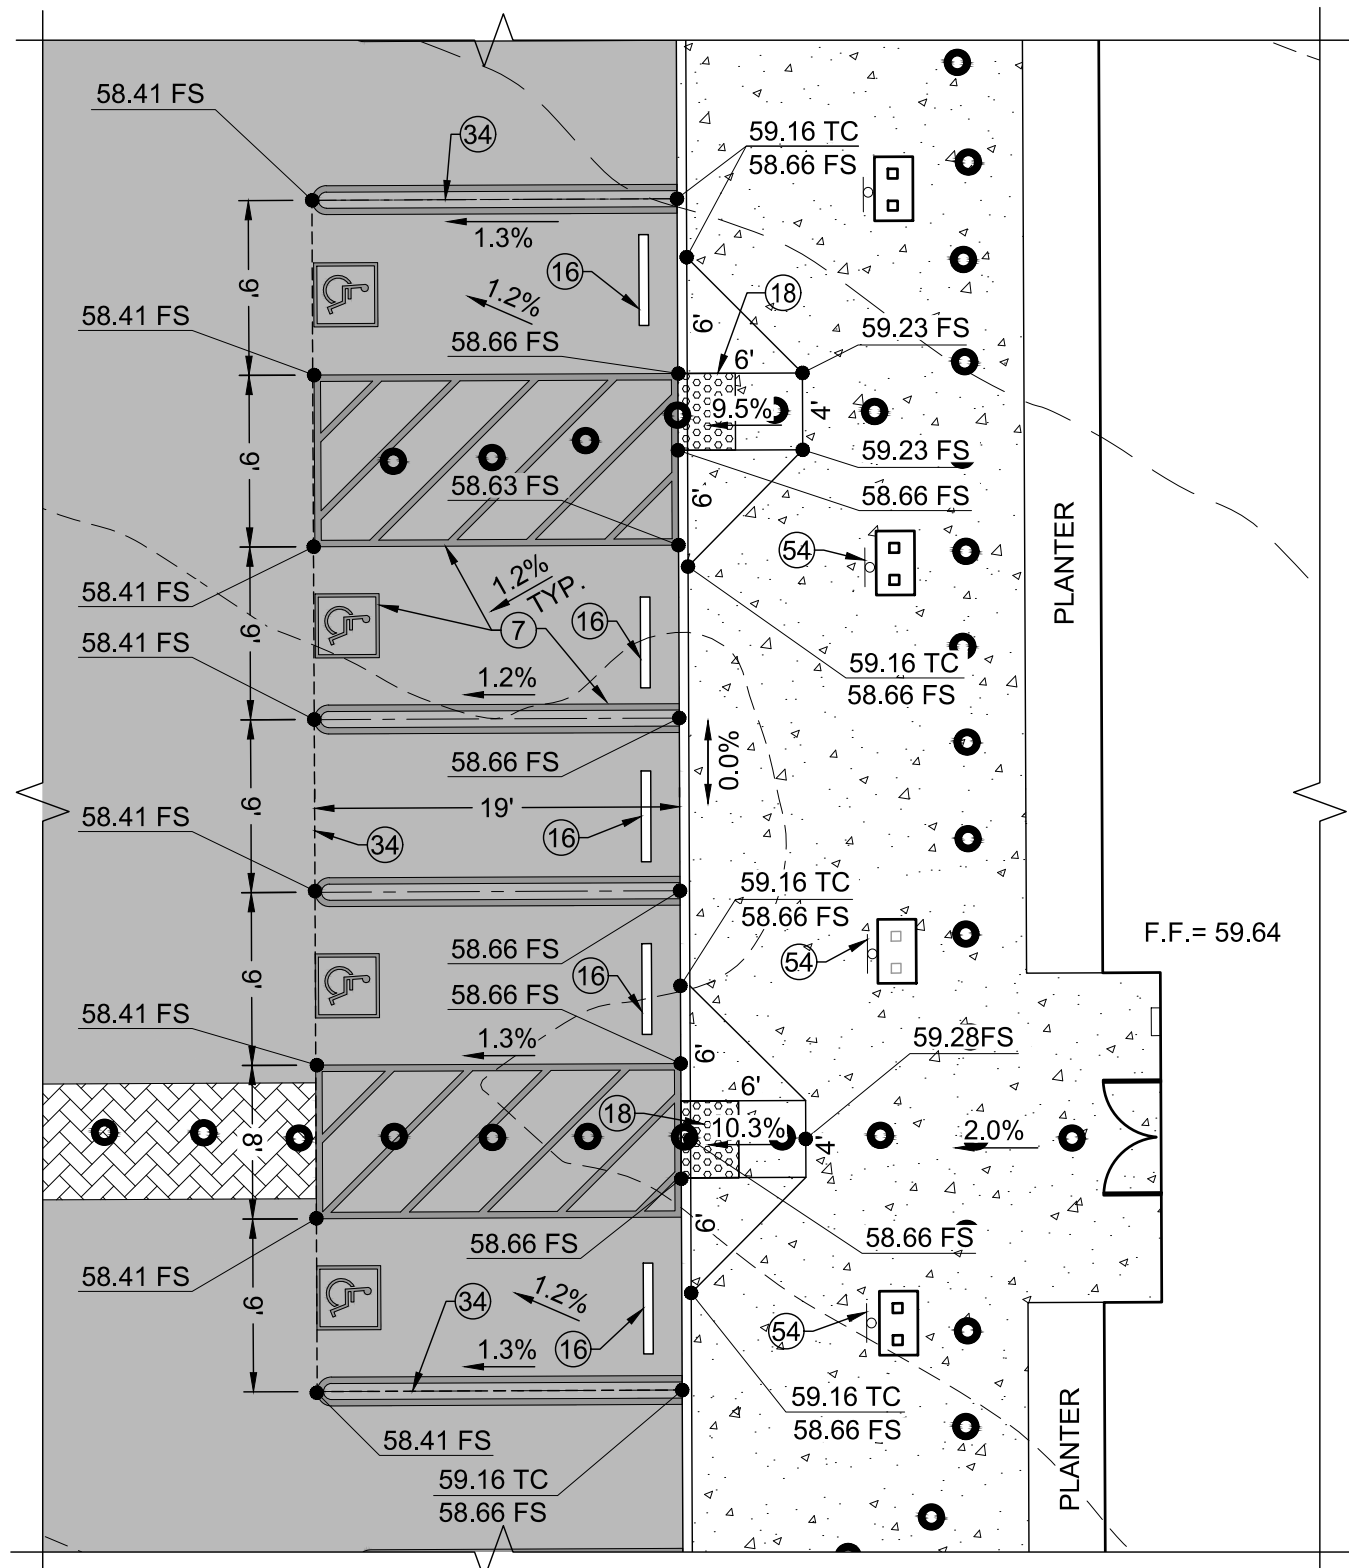 58.41 FS
34
59.16 TC
58.66 FS
1.3%
9'
16
1.2%
18
58.41 FS
58.66 FS
6'
6'
59.23 FS
9.5%
4'
9'
58.63 FS
6'
59.23 FS
58.66 FS
PLANTER
54
58.41 FS
1.2%
TYP.
7
16
9'
58.41 FS
1.2%
59.16 TC
58.66 FS
58.66 FS
0.0%
9'
19'
58.41 FS
34
16
59.16 TC
58.66 FS
F.F.= 59.64
58.66 FS
16
54
9'
58.66 FS
58.41 FS
1.3%
6'
59.28FS
6'
18
10.3%
4'
2.0%
8'
6'
58.66 FS
58.66 FS
58.41 FS
9'
34
1.2%
54
1.3%
16
59.16 TC
58.66 FS
PLANTER
58.41 FS
59.16 TC
58.66 FS